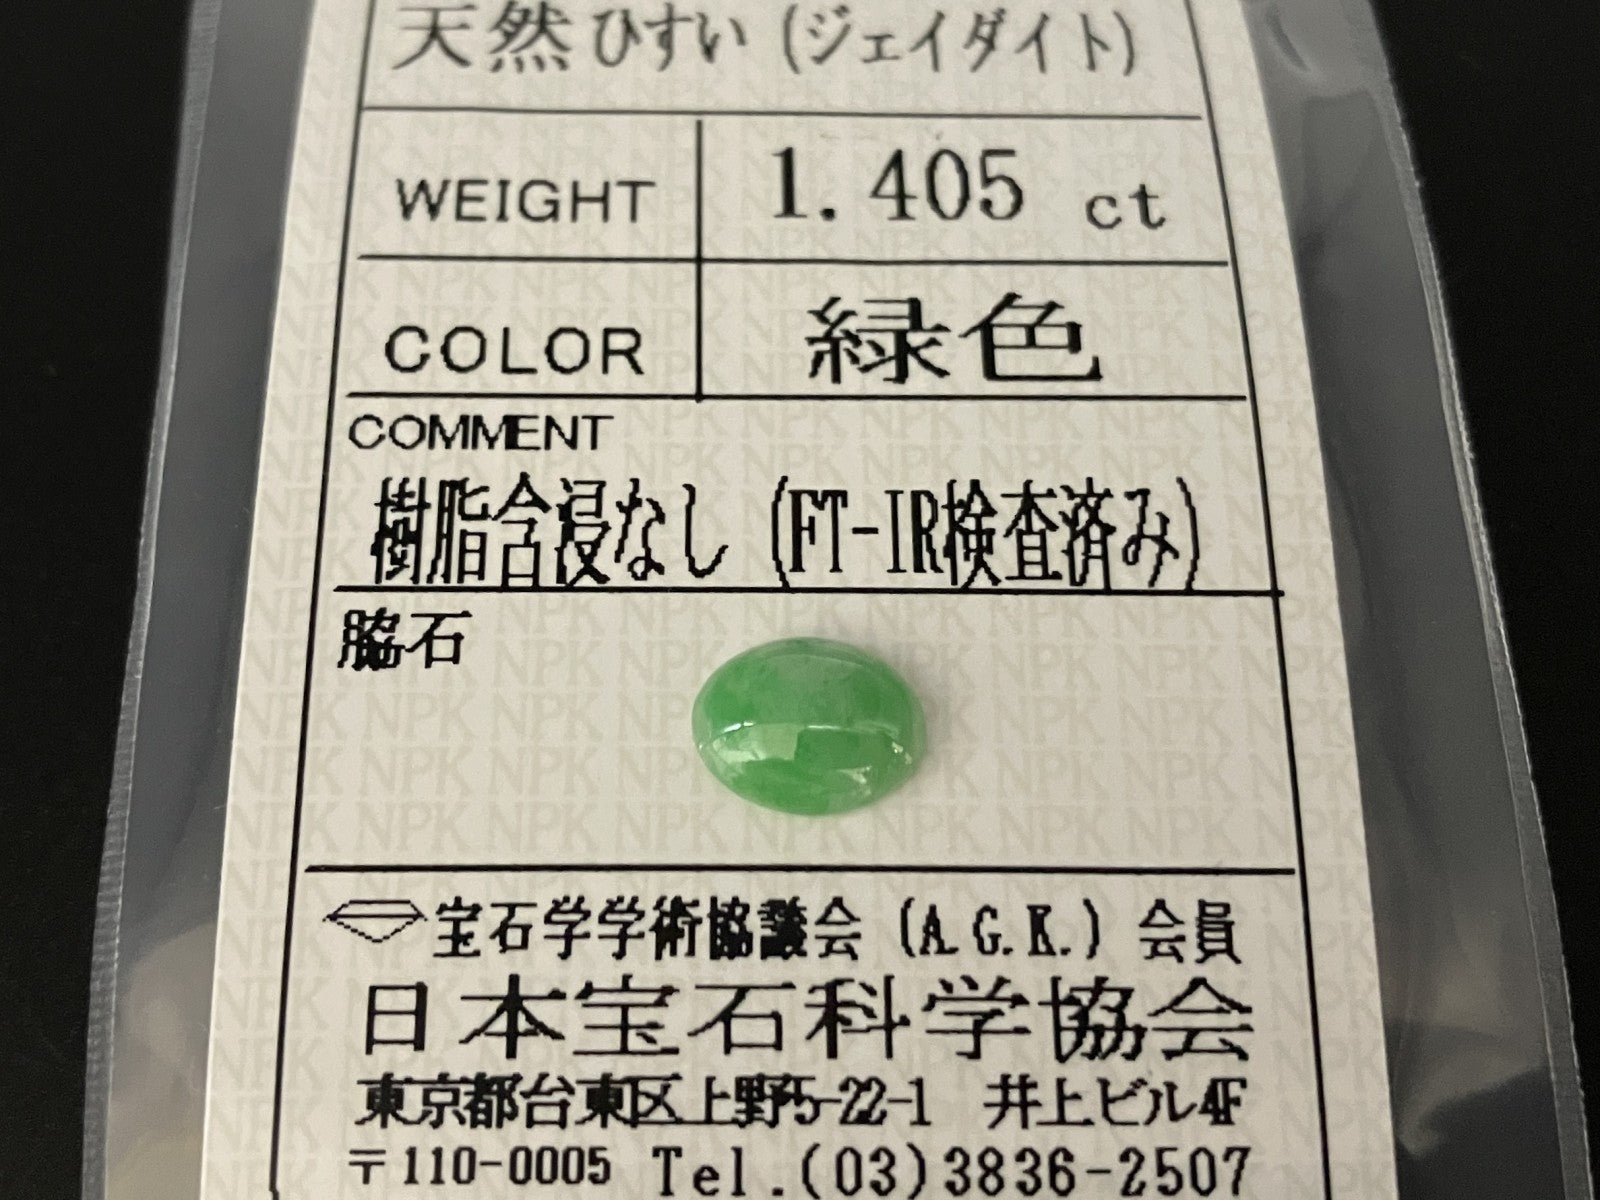 天然ひすい (ジェイダイト)
WEIGHT 1.405 ct
COLOR 緑色
COMMENT
樹脂含浸なし (FT-IR検査済み)
脇石
宝石学学術協議会 (A.G.K.) 会員
日本宝石科学協会
東京都台東区上野5-22-1 井上ビル4F
〒110-0005 Tel.(03)3836-2507